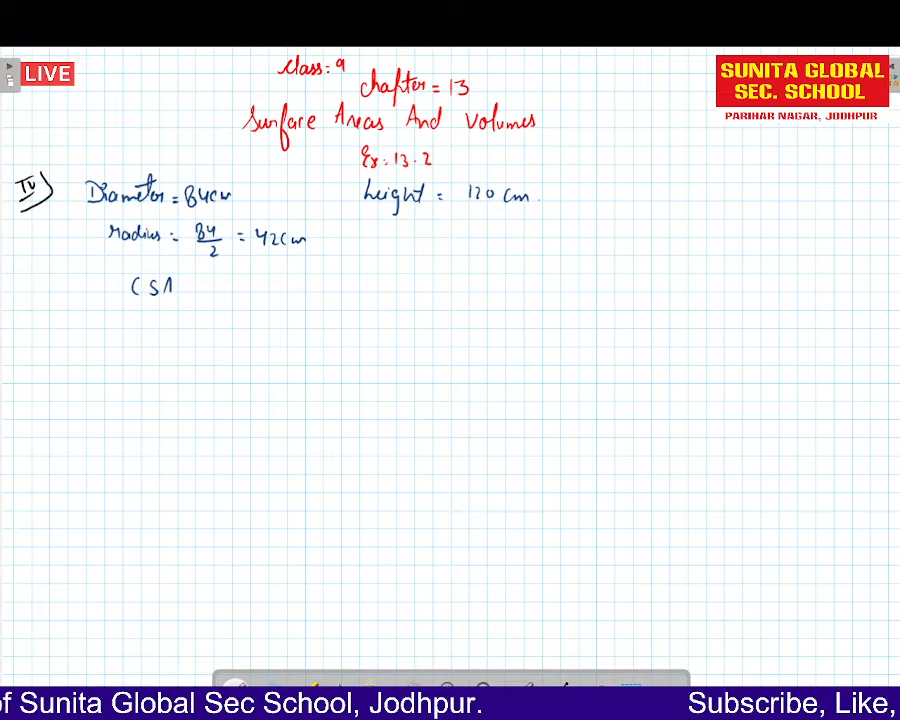 LIVE
Class: 9
Chapter = 13
Surface Areas And Volumes
Ex: 13.2
SUNITA GLOBAL
SEC. SCHOOL
PARIHAR NAGAR, JODHPUR
IV) Diameter = 84cm height = 120 cm.
radius = 84/2 = 42cm
CSA
of Sunita Global Sec School, Jodhpur. Subscribe, Like,